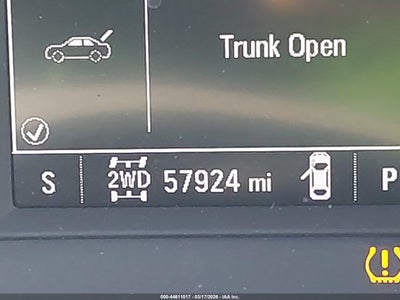 Trunk Open
S 2WD 57924 mi P
000-44611017 - 03/17/2026 - IAA Inc.